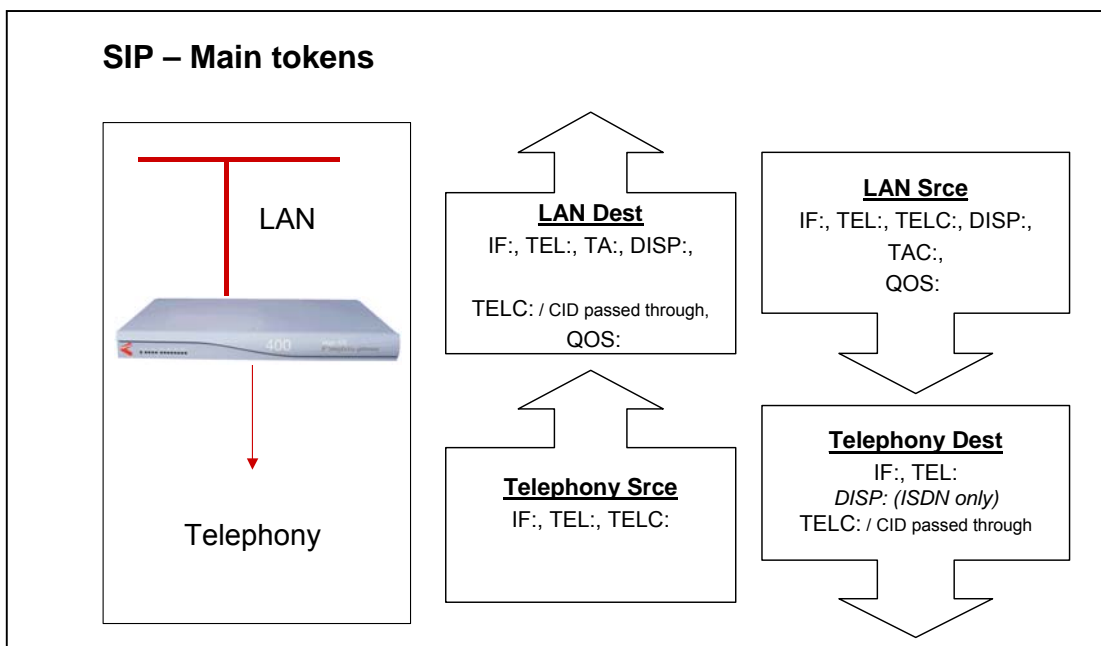 SIP – Main tokens
LAN
400
Telephony
LAN Dest
IF:, TEL:, TA:, DISP:,
TELC: / CID passed through,
QOS:
Telephony Srce
IF:, TEL:, TELC:
LAN Srce
IF:, TEL:, TELC:, DISP:,
TAC:,
QOS:
Telephony Dest
IF:, TEL:
DISP: (ISDN only)
TELC: / CID passed through